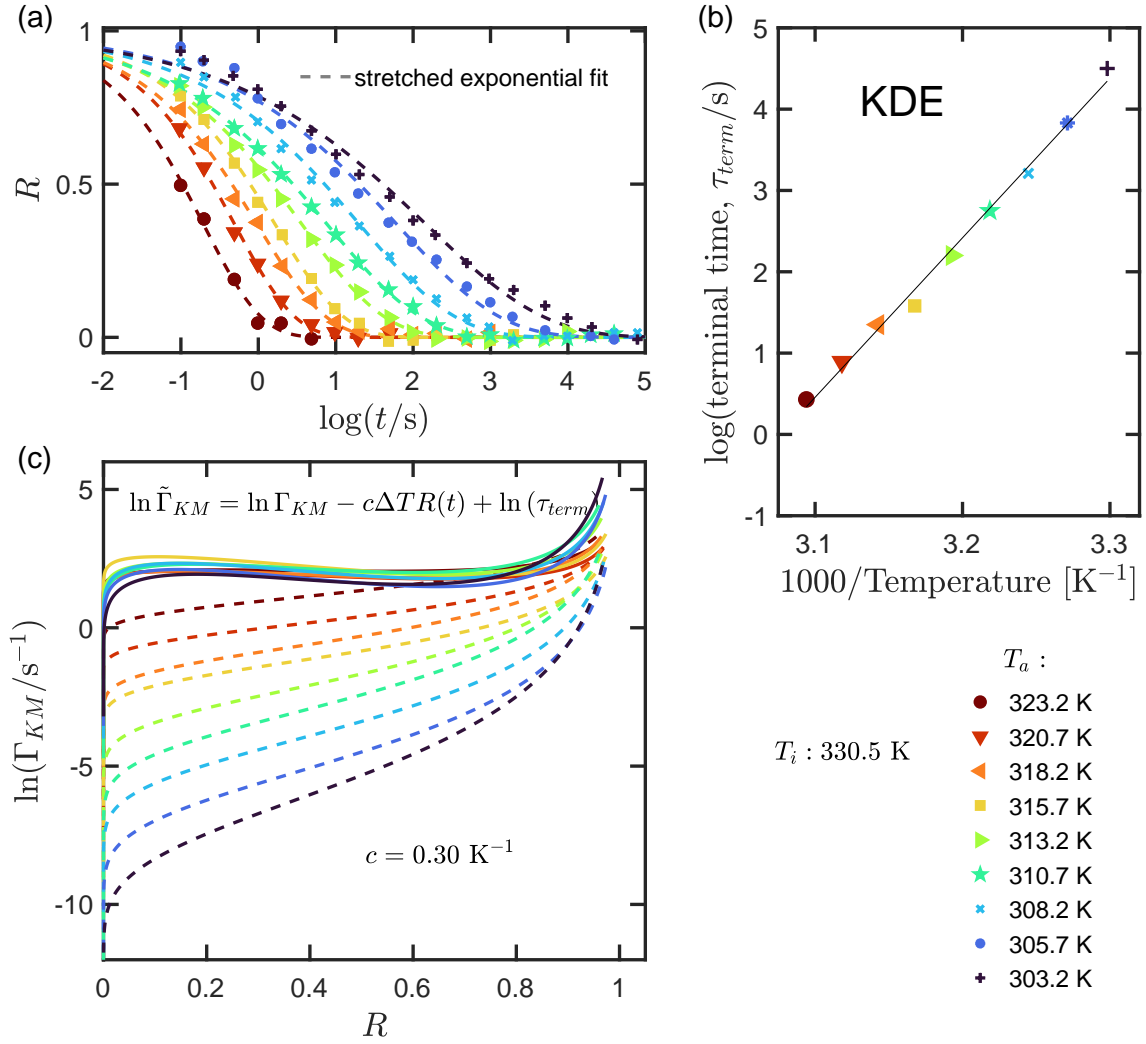 (a)
1
0.5
0
R
stretched exponential fit
-2 -1 0 1 2 3 4 5
log(t/s)
(b)
5
4
3
2
1
0
-1
log(terminal time, τ_term/s)
KDE
3.1 3.2 3.3
1000/Temperature [K⁻¹]
(c)
5
0
-5
-10
ln(Γ_KM/s⁻¹)
ln Γ̃_KM = ln Γ_KM − cΔTR(t) + ln (τ_term)
c = 0.30 K⁻¹
0 0.2 0.4 0.6 0.8 1
R
T_i : 330.5 K
T_a :
323.2 K
320.7 K
318.2 K
315.7 K
313.2 K
310.7 K
308.2 K
305.7 K
303.2 K